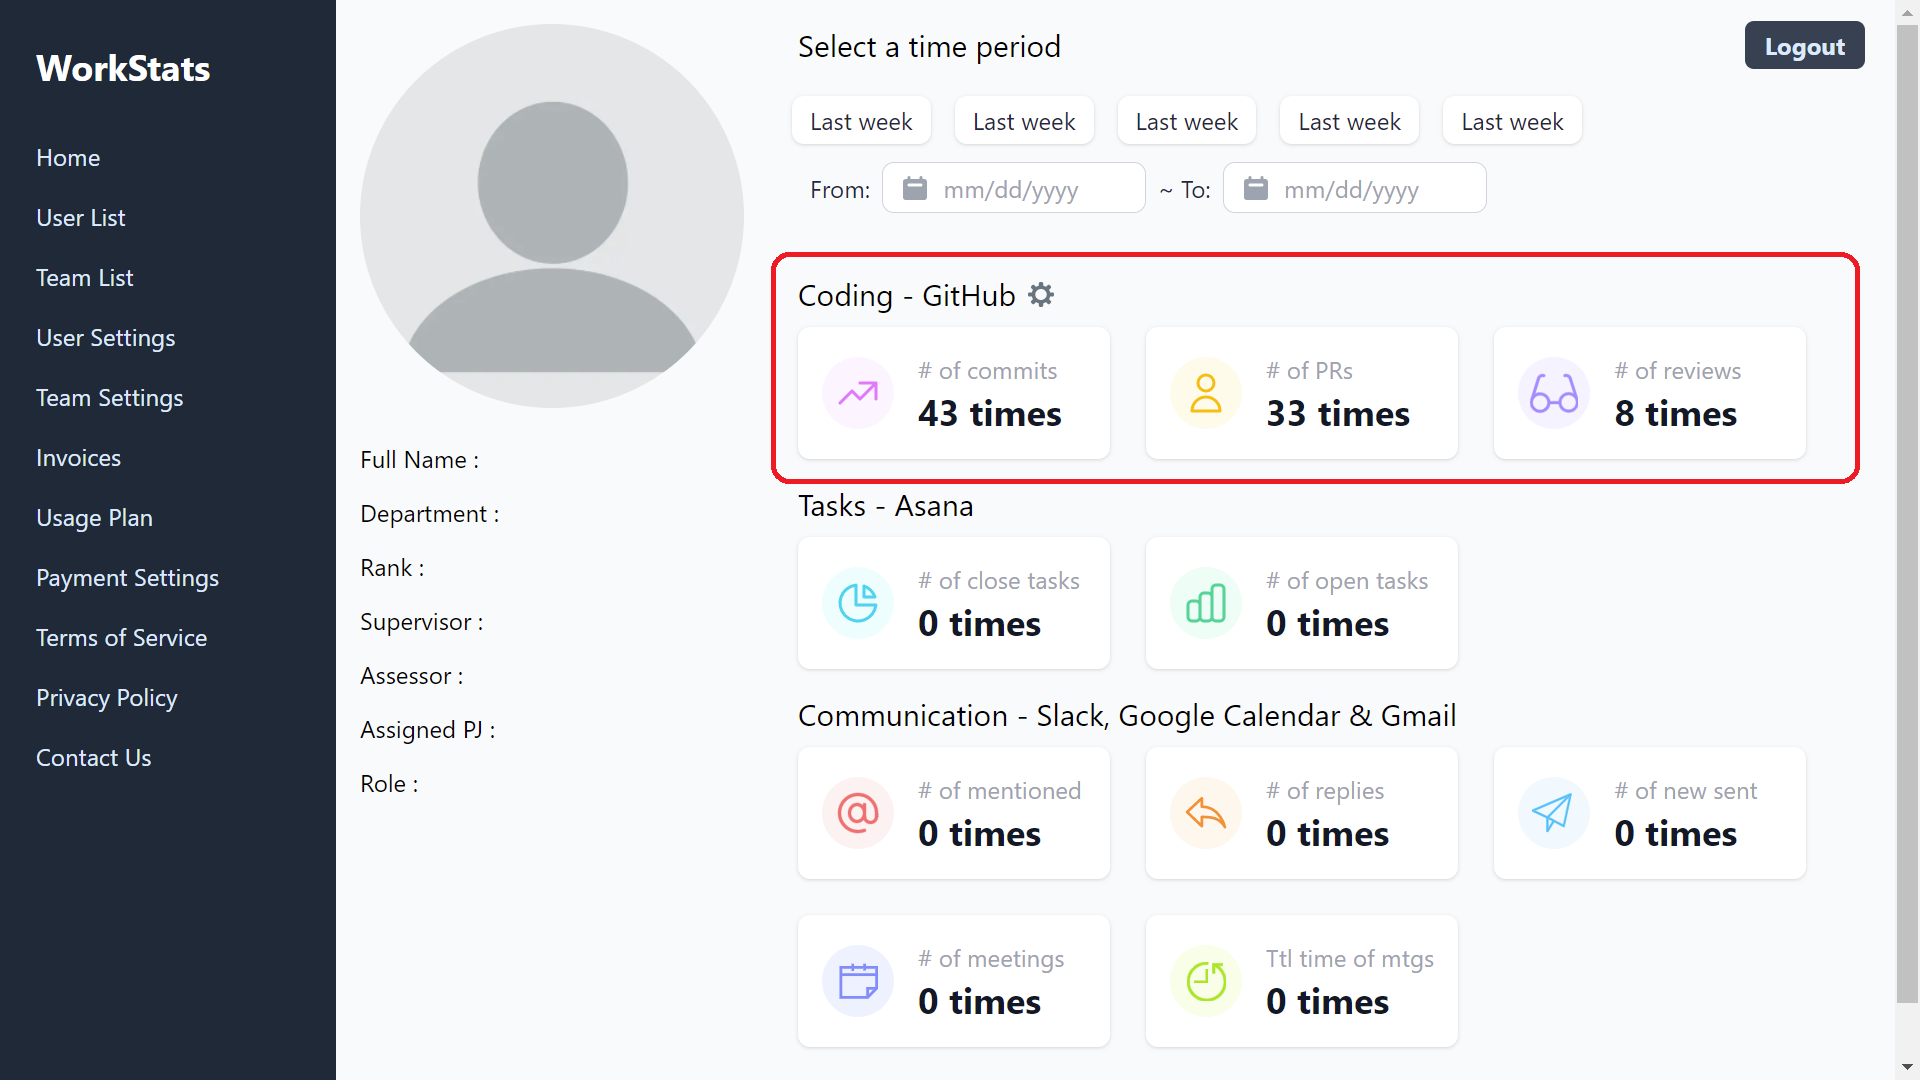 WorkStats
Home
User List
Team List
User Settings
Team Settings
Invoices
Usage Plan
Payment Settings
Terms of Service
Privacy Policy
Contact Us
Full Name :
Department :
Rank :
Supervisor :
Assessor :
Assigned PJ :
Role :
Select a time period
Logout
Last week Last week Last week Last week Last week
From: mm/dd/yyyy ~ To: mm/dd/yyyy
Coding - GitHub
# of commits
43 times
# of PRs
33 times
# of reviews
8 times
Tasks - Asana
# of close tasks
0 times
# of open tasks
0 times
Communication - Slack, Google Calendar & Gmail
# of mentioned
0 times
# of replies
0 times
# of new sent
0 times
# of meetings
0 times
Ttl time of mtgs
0 times